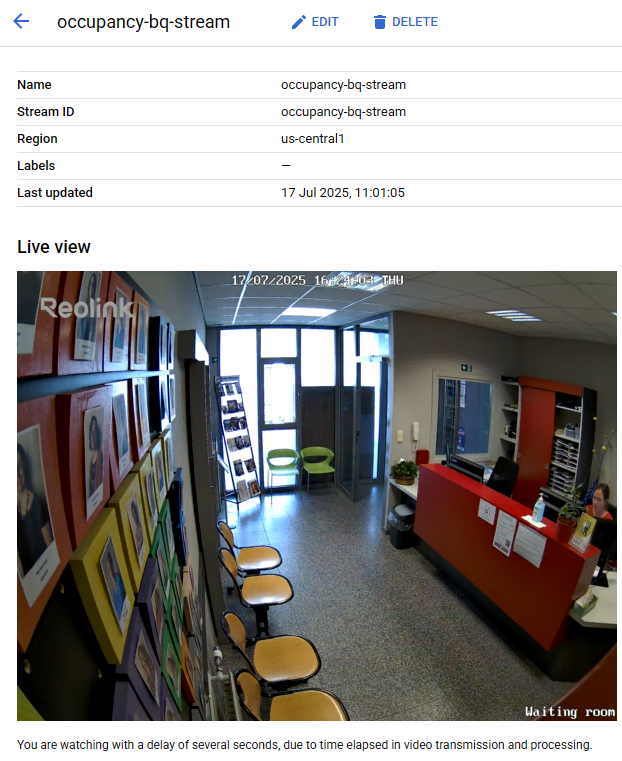 occupancy-bq-stream EDIT DELETE
Name occupancy-bq-stream
Stream ID occupancy-bq-stream
Region us-central1
Labels —
Last updated 17 Jul 2025, 11:01:05
Live view
17/07/2025 16:24:03 THU
Reolink
Waiting room
You are watching with a delay of several seconds, due to time elapsed in video transmission and processing.